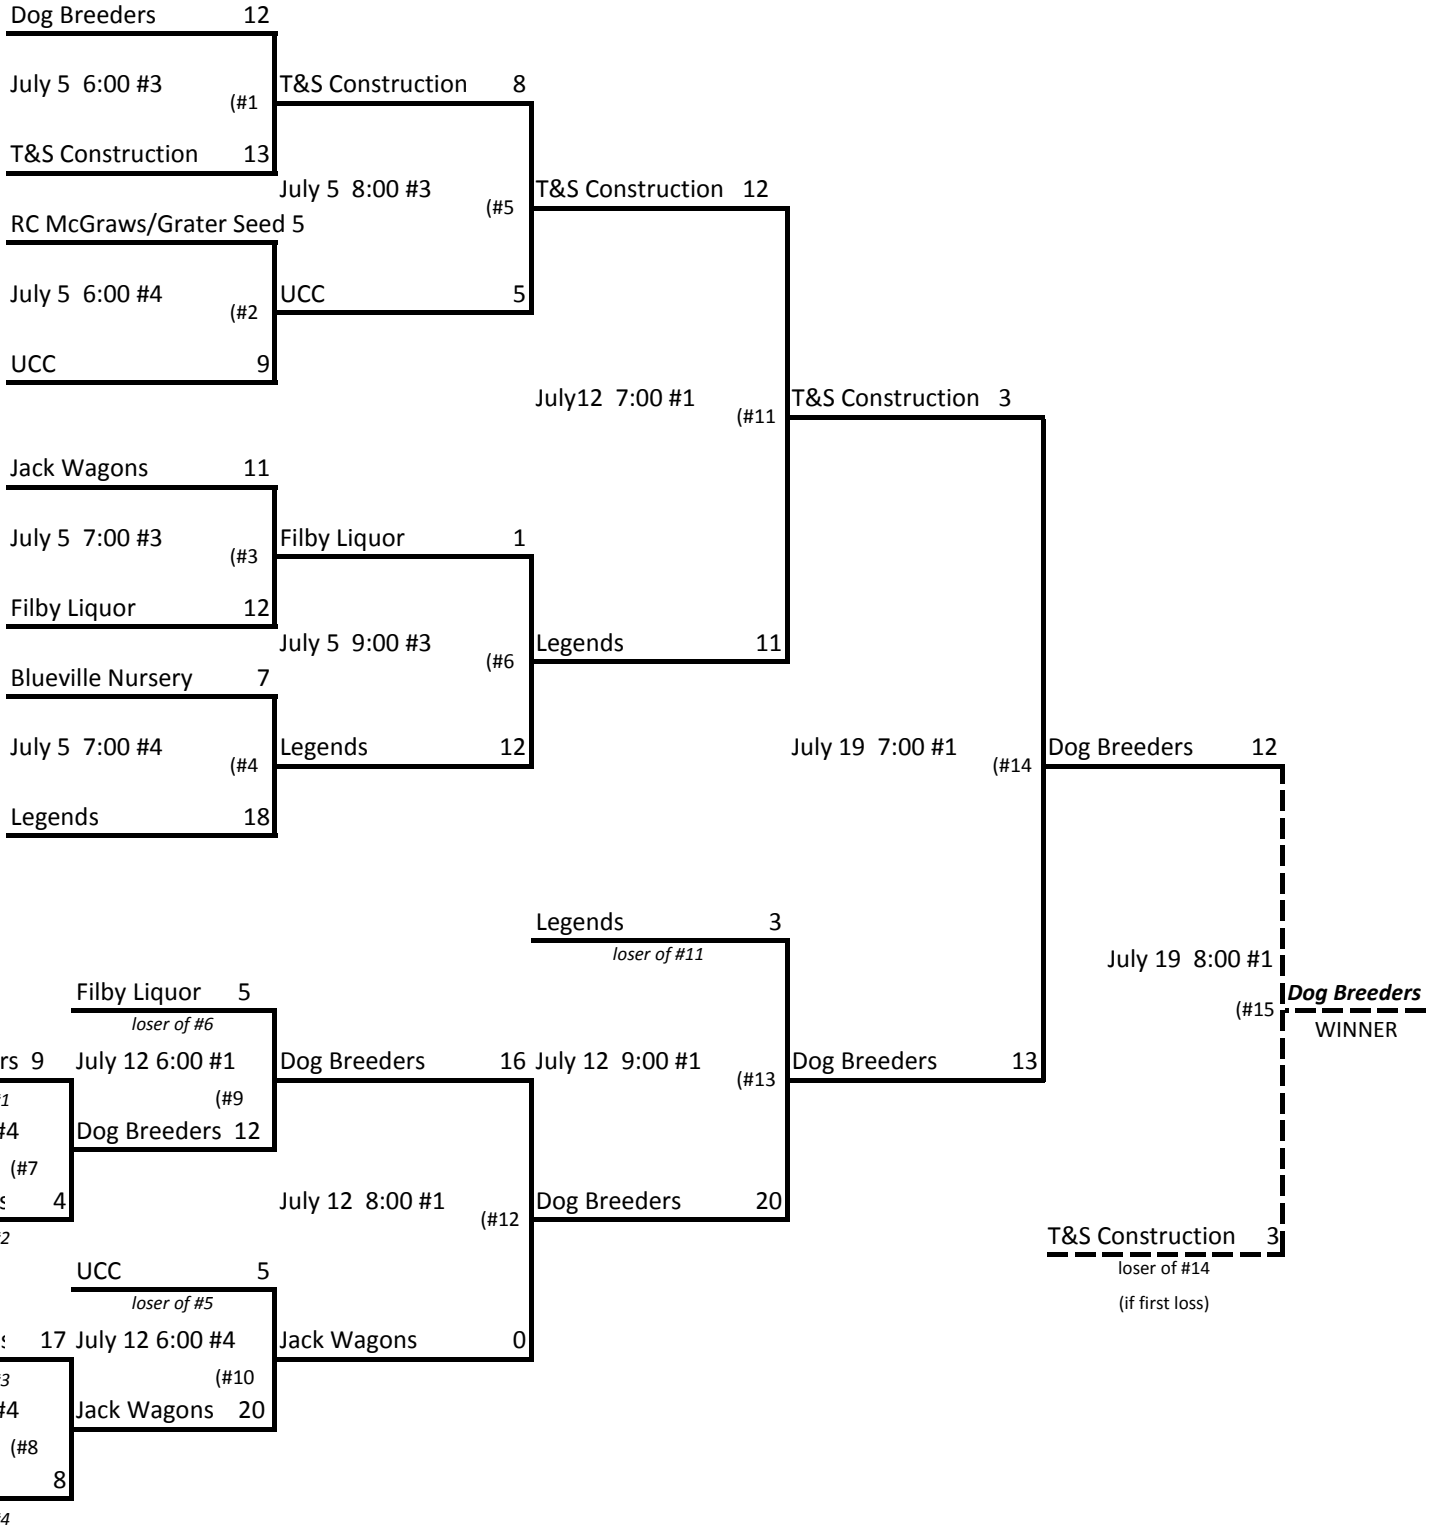 Dog Breeders 12
July 5 6:00 #3
(#1
T&S Construction 13
T&S Construction 8
July 5 8:00 #3
(#5
RC McGraws/Grater Seed 5
July 5 6:00 #4
(#2
UCC 9
UCC 5
T&S Construction 12
July12 7:00 #1
(#11
Jack Wagons 11
July 5 7:00 #3
(#3
Filby Liquor 12
Filby Liquor 1
July 5 9:00 #3
(#6
Blueville Nursery 7
July 5 7:00 #4
(#4
Legends 18
Legends 12
Legends 11
T&S Construction 3
July 19 7:00 #1
(#14
Dog Breeders 12
Legends 3
loser of #11
July 12 9:00 #1
(#13
Dog Breeders 13
Filby Liquor 5
loser of #6
July 12 6:00 #1
(#9
Dog Breeders 12
rs 9
#4
(#7
4
Dog Breeders 16
July 12 8:00 #1
(#12
Dog Breeders 20
UCC 5
loser of #5
July 12 6:00 #4
(#10
Jack Wagons 20
17
#4
(#8
8
Jack Wagons 0
July 19 8:00 #1
(#15
Dog Breeders
WINNER
T&S Construction 3
loser of #14
(if first loss)